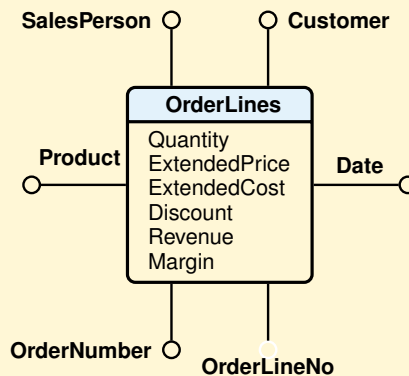 SalesPerson
Customer
OrderLines
Quantity
ExtendedPrice
ExtendedCost
Discount
Revenue
Margin
Product
Date
OrderNumber
OrderLineNo